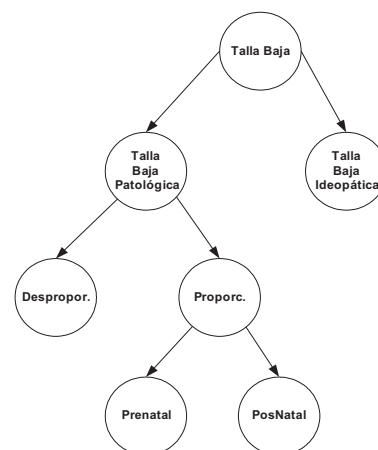 Talla Baja
Talla
Baja
Patológica
Talla
Baja
Ideopática
Despropor.
Proporc.
Prenatal
PosNatal